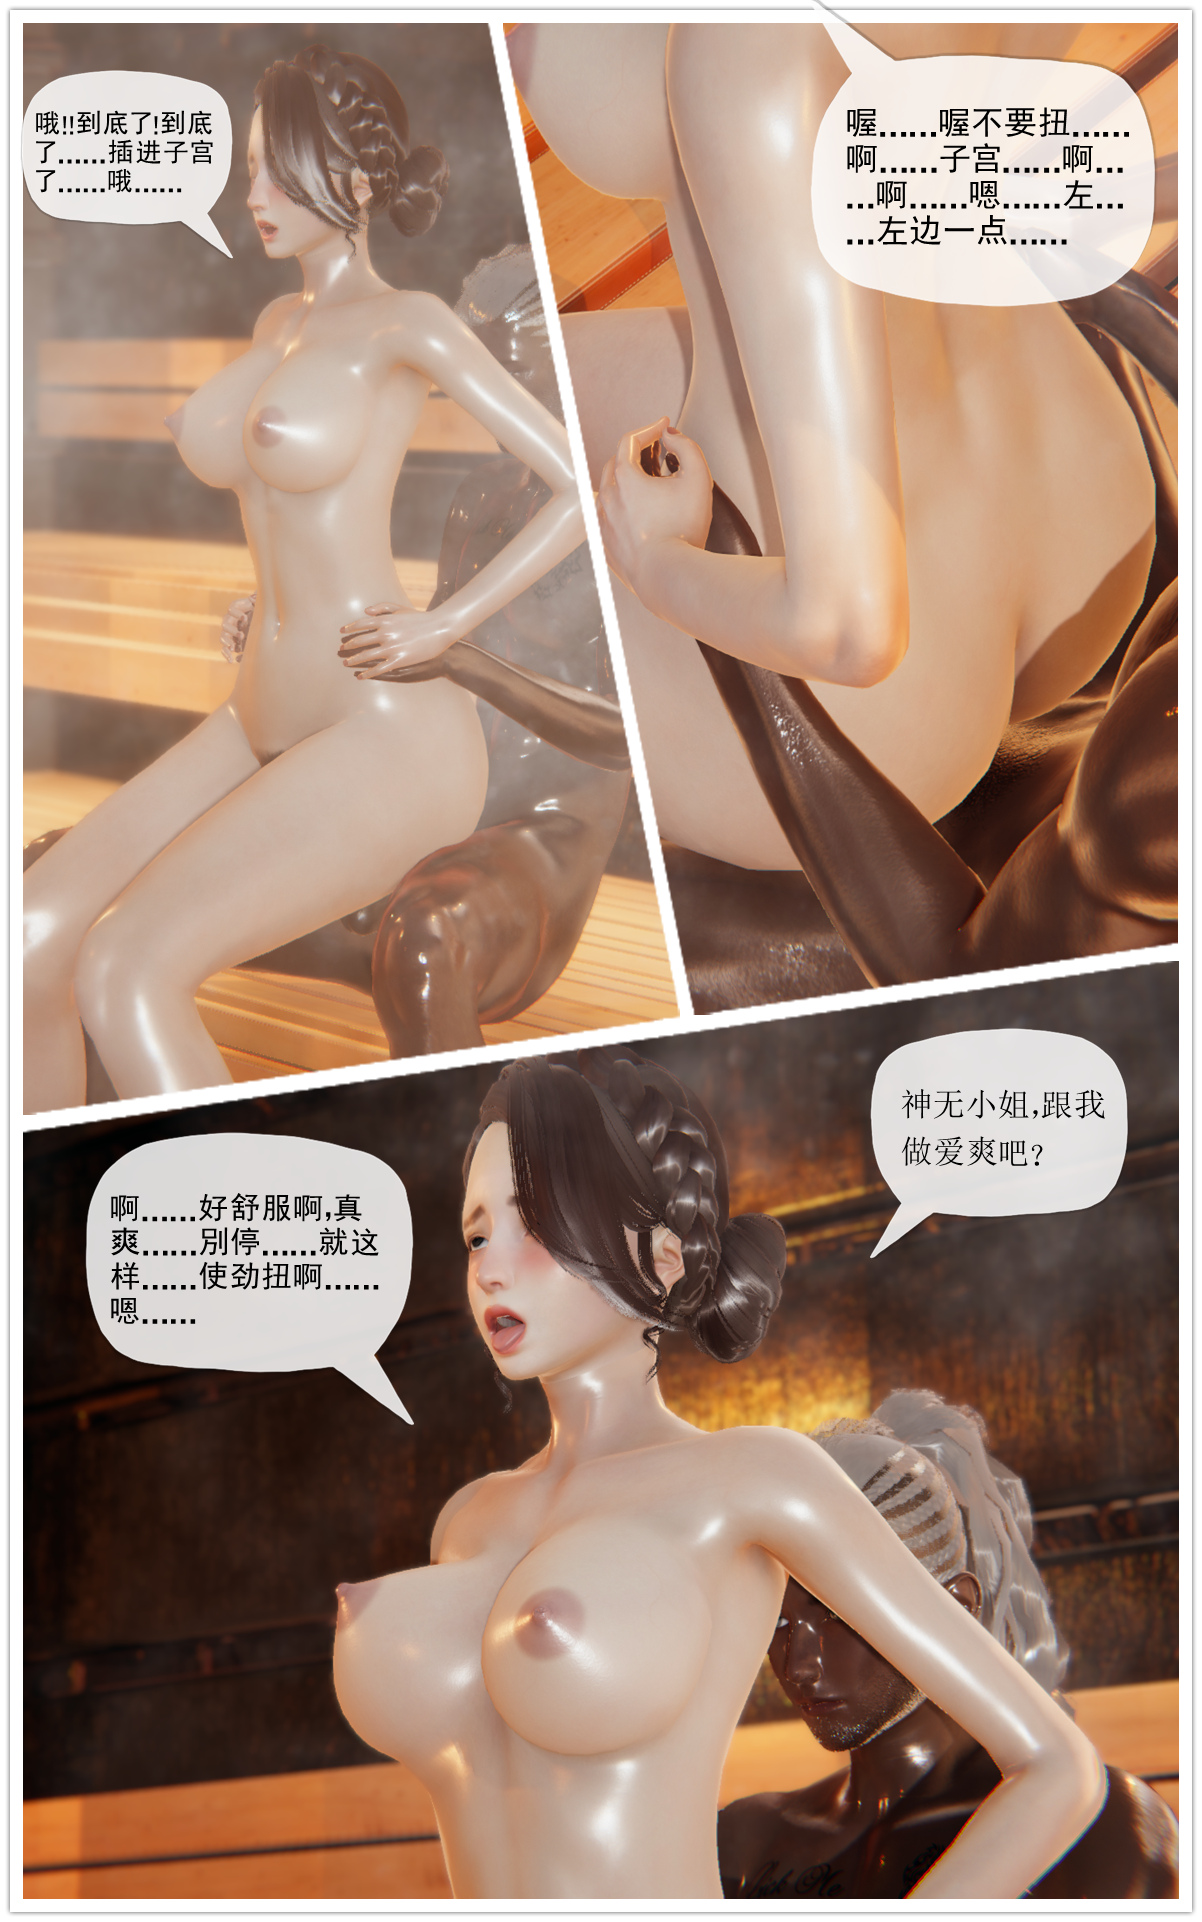 哦!!到底了!到底
了……插进子宫
了……哦……
喔……喔不要扭……
啊……子宫……啊…
…啊……嗯……左…
…左边一点……
神无小姐,跟我
做爱爽吧?
啊……好舒服啊,真
爽……別停……就这
样……使劲扭啊……
嗯……